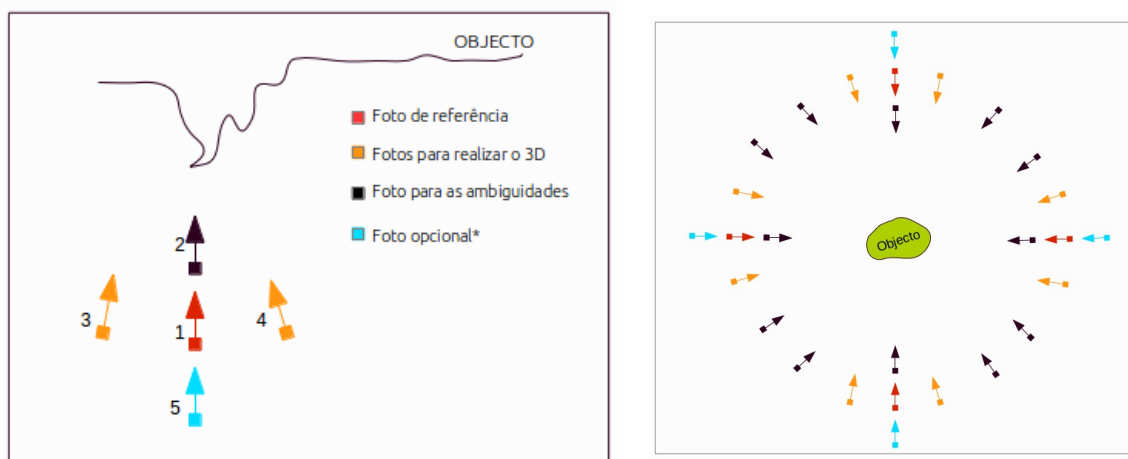 OBJECTO
Foto de referência
Fotos para realizar o 3D
Foto para as ambiguidades
Foto opcional*
2
3
1
4
5
Objecto